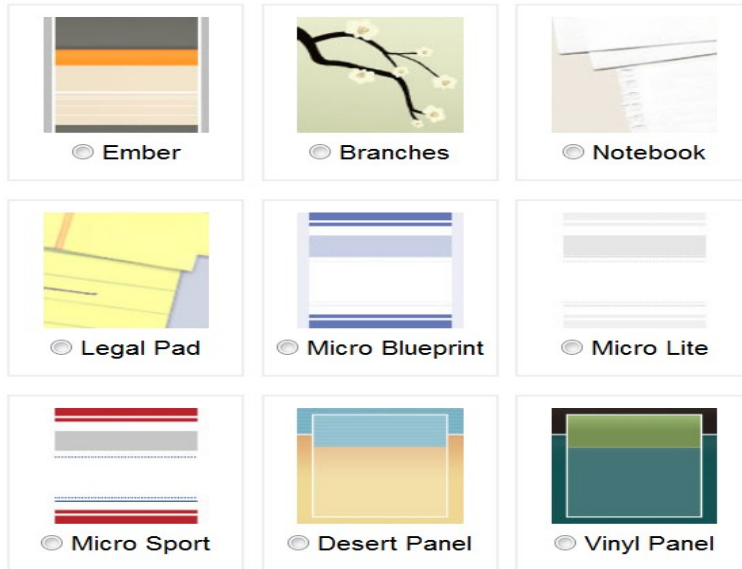 Ember
Branches
Notebook
Legal Pad
Micro Blueprint
Micro Lite
Micro Sport
Desert Panel
Vinyl Panel